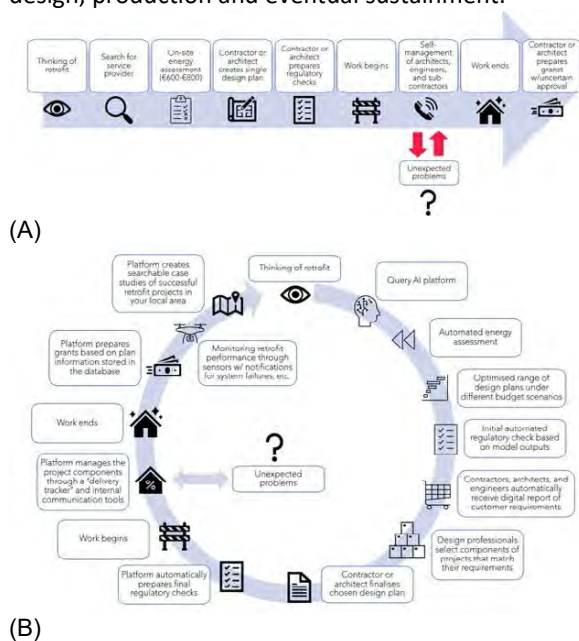 design, production and eventual sustainment.
Thinking of
retrofit
Search for
service
provider
On-site
energy
assessment
(€600-€800)
Contractor or
architect
creates single
design plan
Contractor or
architect
prepares
regulatory
checks
Work begins
Self-
management
of architects,
engineers,
and sub
contractors
Work ends
Contractor or
architect
prepares
grant
w/uncertain
approval
Unexpected
problems
?
(A)
Thinking of retrofit
Query AI platform
Automated energy
assessment
Optimised range of
design plans under
different budget scenarios
Initial automated
regulatory check based
on model outputs
Contractors, architects, and
engineers automatically
receive digital report of
customer requirements
Design professionals
select components of
projects that match
their requirements
Contractor or
architect finalises
chosen design plan
Platform automatically
prepares final
regulatory checks
Work begins
Platform manages the
project components
through a "delivery
tracker" and internal
communication tools
%
Unexpected
problems
?
Work ends
Platform prepares
grants based on plan
information stored in
the database
Monitoring retrofit
performance through
sensors w/ notifications
for system failures, etc.
Platform creates
searchable case
studies of successful
retrofit projects in
your local area
(B)